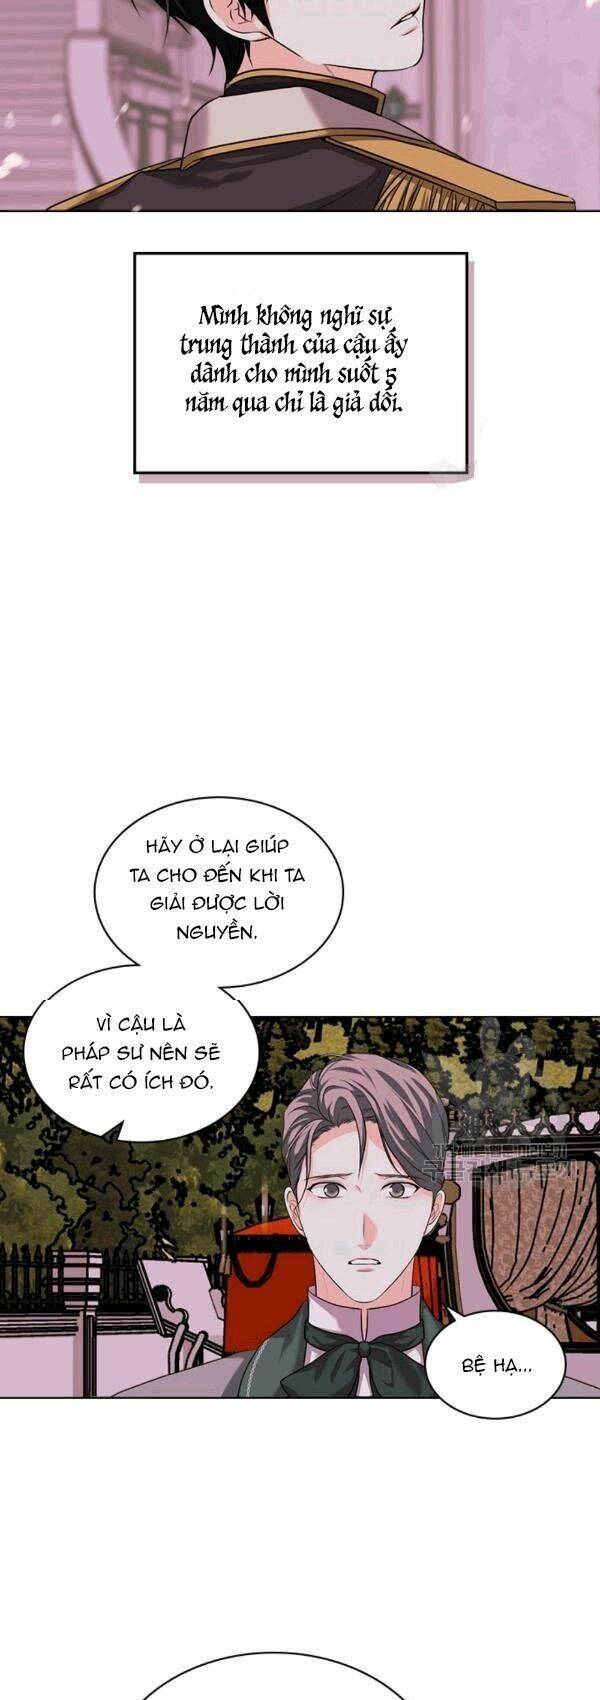 Mình không nghĩ sự
trung thành của cậu ấy
dành cho mình suốt 5
năm qua chỉ là giả dối.
HÃY Ở LẠI GIÚP
TA CHO ĐẾN KHI TA
GIẢI ĐƯỢC LỜI
NGUYỀN.
VÌ CẬU LÀ
PHÁP SƯ NÊN SẼ
RẤT CÓ ÍCH ĐÓ.
BỆ HẠ...